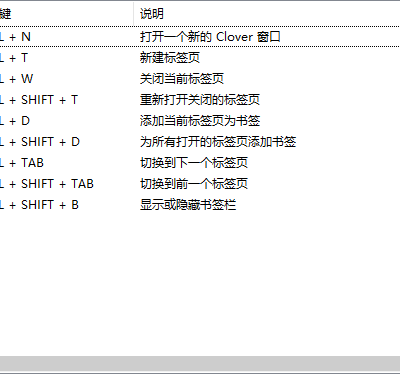 键 说明
L + N 打开一个新的 Clover 窗口
L + T 新建标签页
L + W 关闭当前标签页
L + SHIFT + T 重新打开关闭的标签页
L + D 添加当前标签页为书签
L + SHIFT + D 为所有打开的标签页添加书签
L + TAB 切换到下一个标签页
L + SHIFT + TAB 切换到前一个标签页
L + SHIFT + B 显示或隐藏书签栏